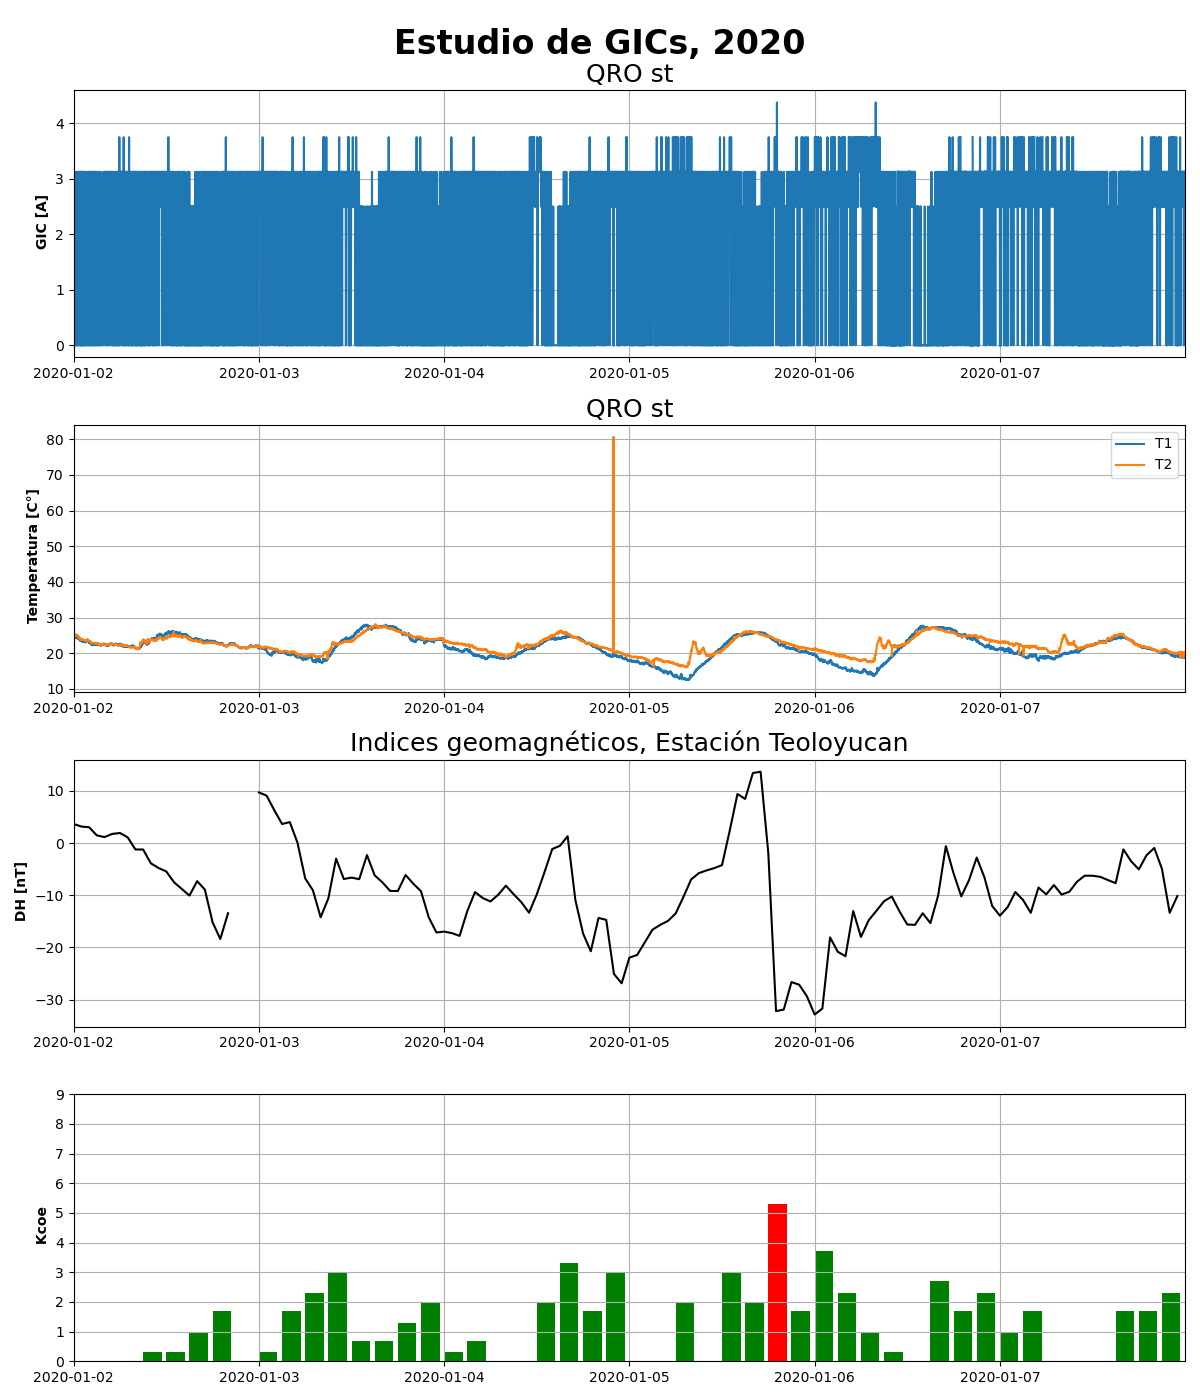 Estudio de GICs, 2020
QRO st
GIC [A]
4
3
2
1
0
2020-01-02 2020-01-03 2020-01-04 2020-01-05 2020-01-06 2020-01-07
QRO st
Temperatura [C°]
T1
T2
80
70
60
50
40
30
20
10
2020-01-02 2020-01-03 2020-01-04 2020-01-05 2020-01-06 2020-01-07
Indices geomagnéticos, Estación Teoloyucan
DH [nT]
10
0
−10
−20
−30
2020-01-02 2020-01-03 2020-01-04 2020-01-05 2020-01-06 2020-01-07
Kcoe
9
8
7
6
5
4
3
2
1
0
2020-01-02 2020-01-03 2020-01-04 2020-01-05 2020-01-06 2020-01-07